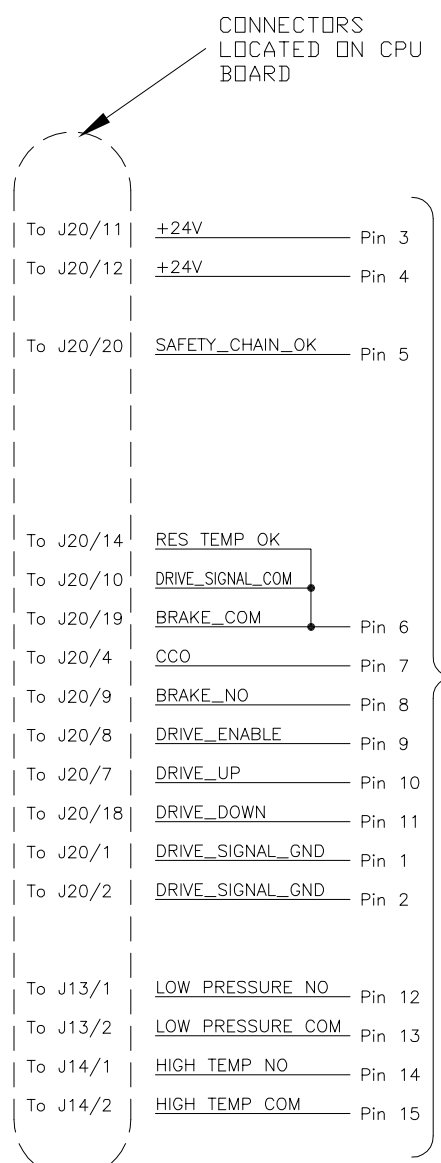 CONNECTORS
LOCATED ON CPU
BOARD
To J20/11 +24V Pin 3
To J20/12 +24V Pin 4
To J20/20 SAFETY_CHAIN_OK Pin 5
To J20/14 RES TEMP OK
To J20/10 DRIVE_SIGNAL_COM
To J20/19 BRAKE_COM Pin 6
To J20/4 CCO Pin 7
To J20/9 BRAKE_NO Pin 8
To J20/8 DRIVE_ENABLE Pin 9
To J20/7 DRIVE_UP Pin 10
To J20/18 DRIVE_DOWN Pin 11
To J20/1 DRIVE_SIGNAL_GND Pin 1
To J20/2 DRIVE_SIGNAL_GND Pin 2
To J13/1 LOW PRESSURE NO Pin 12
To J13/2 LOW PRESSURE COM Pin 13
To J14/1 HIGH TEMP NO Pin 14
To J14/2 HIGH TEMP COM Pin 15